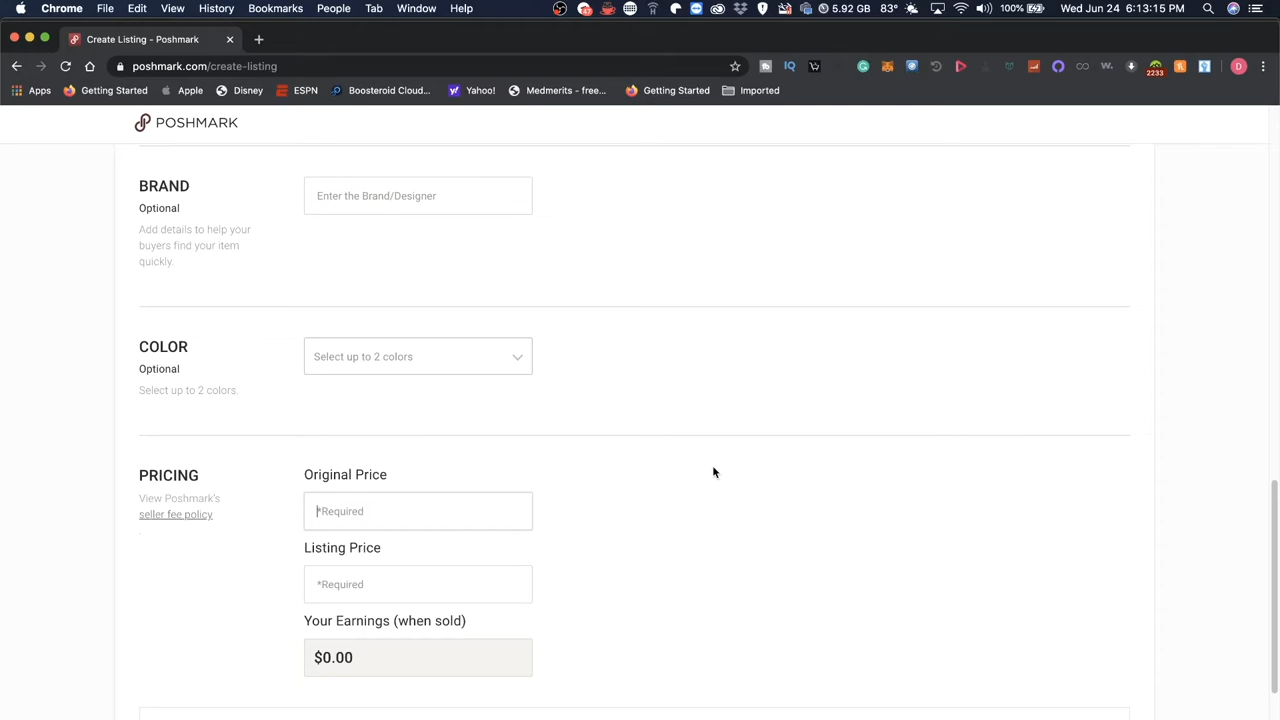 Chrome File Edit View History Bookmarks People Tab Window Help 5.92 GB 83° 100% Wed Jun 24 6:13:15 PM
Create Listing - Poshmark
poshmark.com/create-listing
2233
D
Apps Getting Started Apple Disney ESPN Boosteroid Cloud... Yahoo! Medmerits - free... Getting Started Imported
POSHMARK
BRAND
Optional
Add details to help your
buyers find your item
quickly.
Enter the Brand/Designer
COLOR
Optional
Select up to 2 colors.
Select up to 2 colors
PRICING
View Poshmark's
seller fee policy
.
Original Price
*Required
Listing Price
*Required
Your Earnings (when sold)
$0.00